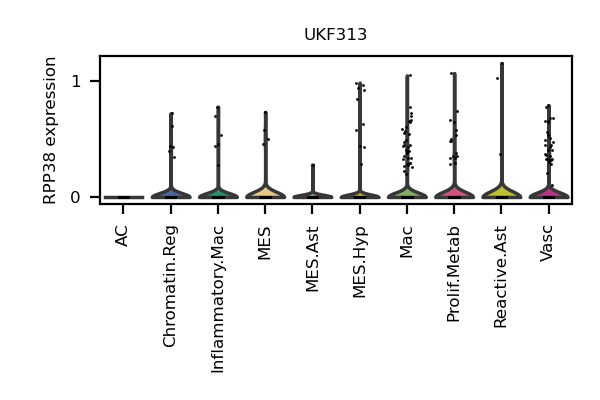 UKF313
RPP38 expression
1
0
AC
Chromatin.Reg
Inflammatory.Mac
MES
MES.Ast
MES.Hyp
Mac
Prolif.Metab
Reactive.Ast
Vasc